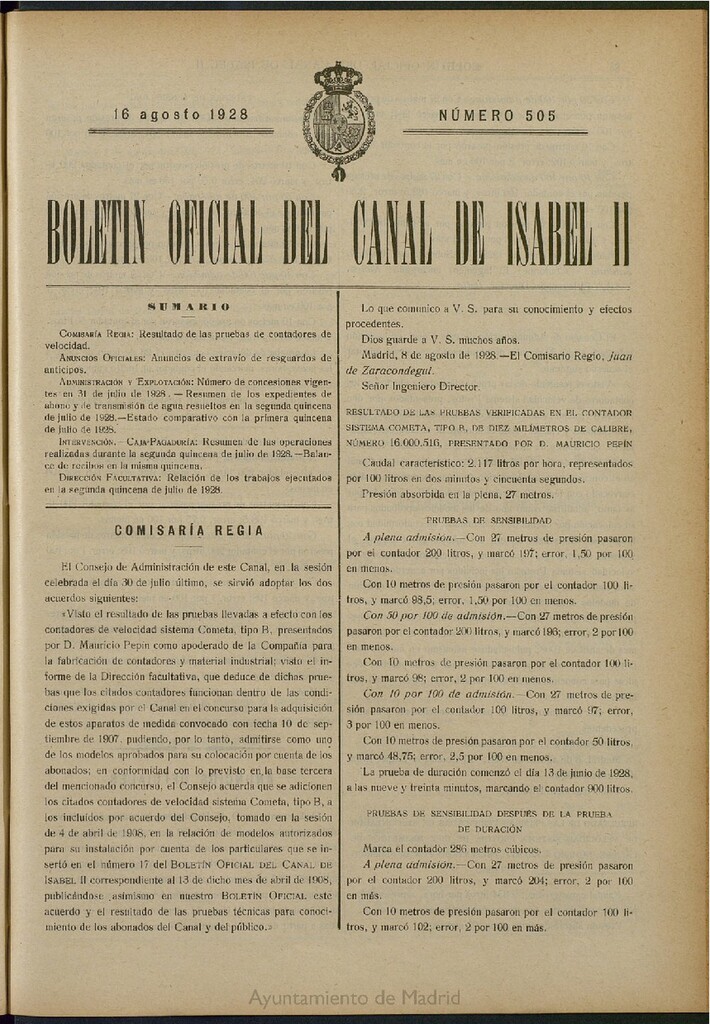 16 agosto 1928
NÚMERO 505
BOLETIN OFICIAL DEL CANAL DE ISABEL II
SUMARIO
COMISARÍA REGIA: Resultado de las pruebas de contadores de
velocidad.
ANUNCIOS OFICIALES: Anuncios de extravío de resguardos de
anticipos.
ADMINISTRACIÓN Y EXPLOTACIÓN: Número de concesiones vigen-
tes en 31 de julio de 1928. — Resumen de los expedientes de
abono y de transmisión de agua resueltos en la segunda quincena
de julio de 1928.—Estado comparativo con la primera quincena
de julio de 1928.
INTERVENCIÓN. — CAJA-PAGADURÍA: Resumen de las operaciones
realizadas durante la segunda quincena de julio de 1928.—Balan-
ce de recibos en la misma quincena.
DIRECCIÓN FACULTATIVA: Relación de los trabajos ejecutados
en la segunda quincena de julio de 1928.
COMISARÍA REGIA
El Consejo de Administración de este Canal, en la sesión
celebrada el día 30 de julio último, se sirvió adoptar los dos
acuerdos siguientes:
«Visto el resultado de las pruebas llevadas a efecto con los
contadores de velocidad sistema Cometa, tipo B, presentados
por D. Mauricio Pepín como apoderado de la Compañía para
la fabricación de contadores y material industrial; visto el in-
forme de la Dirección facultativa, que deduce de dichas prue-
bas que los citados contadores funcionan dentro de las condi-
ciones exigidas por el Canal en el concurso para la adquisición
de estos aparatos de medida convocado con fecha 10 de sep-
tiembre de 1907, pudiendo, por lo tanto, admitirse como uno
de los modelos aprobados para su colocación por cuenta de los
abonados; en conformidad con lo previsto en la base tercera
del mencionado concurso, el Consejo acuerda que se adicionen
los citados contadores de velocidad sistema Cometa, tipo B, a
los incluídos por acuerdo del Consejo, tomado en la sesión
de 4 de abril de 1908, en la relación de modelos autorizados
para su instalación por cuenta de los particulares que se in-
sertó en el número 17 del BOLETÍN OFICIAL DEL CANAL DE
ISABEL II correspondiente al 13 de dicho mes de abril de 1908,
publicándose asimismo en nuestro BOLETÍN OFICIAL este
acuerdo y el resultado de las pruebas técnicas para conoci-
miento de los abonados del Canal y del público.»
Lo que comunico a V. S. para su conocimiento y efectos
procedentes.
Dios guarde a V. S. muchos años.
Madrid, 8 de agosto de 1928.—El Comisario Regio, Juan
de Zaracondegui.
Señor Ingeniero Director.
RESULTADO DE LAS PRUEBAS VERIFICADAS EN EL CONTADOR
SISTEMA COMETA, TIPO B, DE DIEZ MILÍMETROS DE CALIBRE,
NÚMERO 16.000.516, PRESENTADO POR D. MAURICIO PEPÍN
Caudal característico: 2.117 litros por hora, representados
por 100 litros en dos minutos y cincuenta segundos.
Presión absorbida en la plena, 27 metros.
PRUEBAS DE SENSIBILIDAD
A plena admisión.—Con 27 metros de presión pasaron
por el contador 200 litros, y marcó 197; error, 1,50 por 100
en menos.
Con 10 metros de presión pasaron por el contador 100 li-
tros, y marcó 98,5; error, 1,50 por 100 en menos.
Con 50 por 100 de admisión.—Con 27 metros de presión
pasaron por el contador 200 litros, y marcó 196; error, 2 por 100
en menos.
Con 10 metros de presión pasaron por el contador 100 li-
tros, y marcó 98; error, 2 por 100 en menos.
Con 10 por 100 de admisión.—Con 27 metros de pre-
sión pasaron por el contador 100 litros, y marcó 97; error,
3 por 100 en menos.
Con 10 metros de presión pasaron por el contador 50 litros,
y marcó 48,75; error, 2,5 por 100 en menos.
La prueba de duración comenzó el día 13 de junio de 1928,
a las nueve y treinta minutos, marcando el contador 900 litros.
PRUEBAS DE SENSIBILIDAD DESPUÉS DE LA PRUEBA
DE DURACIÓN
Marca el contador 286 metros cúbicos.
A plena admisión.—Con 27 metros de presión pasaron
por el contador 200 litros, y marcó 204; error, 2 por 100
en más.
Con 10 metros de presión pasaron por el contador 100 li-
tros, y marcó 102; error, 2 por 100 en más.
Ayuntamiento de Madrid